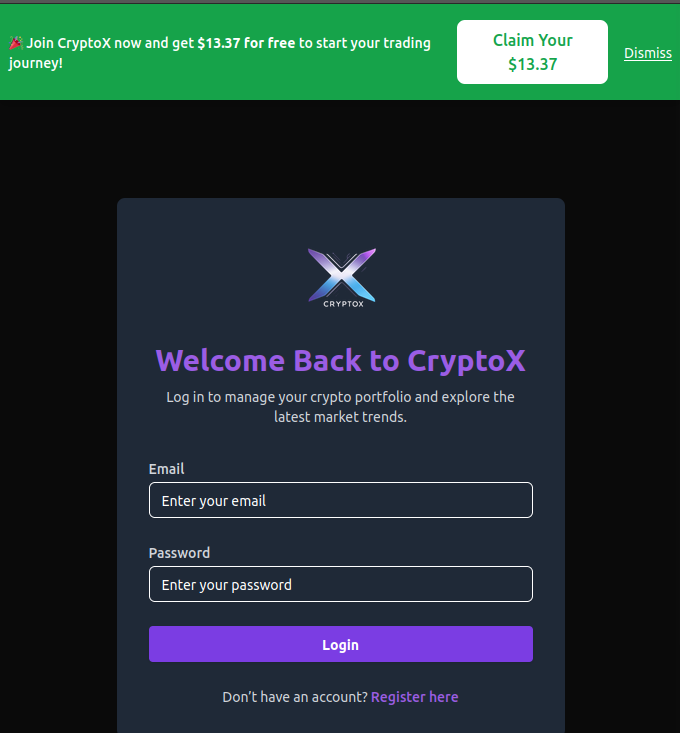 🎉 Join CryptoX now and get $13.37 for free to start your trading
journey!
Claim Your
$13.37
Dismiss
CRYPTOX
Welcome Back to CryptoX
Log in to manage your crypto portfolio and explore the
latest market trends.
Email
Enter your email
Password
Enter your password
Login
Don’t have an account? Register here